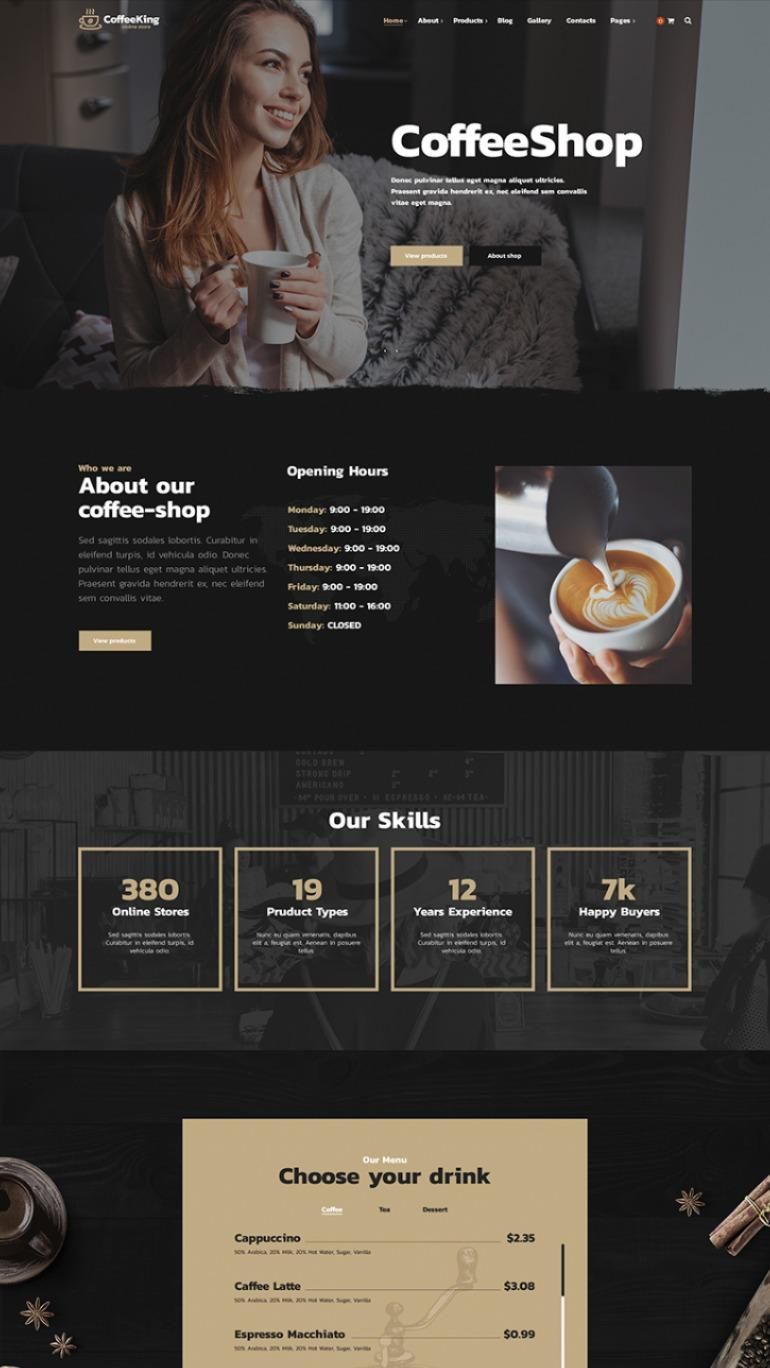 CoffeeKing
online store
Home About Products Blog Gallery Contacts Pages 0
CoffeeShop
Donec pulvinar tellus eget magna aliquet ultricies.
Praesent gravida hendrerit ex, nec eleifend sem convallis
vitae eget magna.
View products About shop
Who we are
About our
coffee-shop
Sed sagittis sodales lobortis. Curabitur in
eleifend turpis, id vehicula odio. Donec
pulvinar tellus eget magna aliquet ultricies.
Praesent gravida hendrerit ex, nec eleifend
sem convallis vitae.
View products
Opening Hours
Monday: 9:00 - 19:00
Tuesday: 9:00 - 19:00
Wednesday: 9:00 - 19:00
Thursday: 9:00 - 19:00
Friday: 9:00 - 19:00
Saturday: 11:00 - 16:00
Sunday: CLOSED
COLD BREW 4"
STRONG DRIP 2" 2" 3"
AMERICANO 2"
POUR OVER • ESPRESSO • TEA
Our Skills
380
Online Stores
Sed sagittis sodales lobortis.
Curabitur in eleifend turpis, id
vehicula odio.
19
Pruduct Types
Nunc eu quam venenatis, dapibus
elit a, feugiat est. Aenean in posuere
tellus.
12
Years Experience
Sed sagittis sodales lobortis.
Curabitur in eleifend turpis, id
vehicula odio.
7k
Happy Buyers
Nunc eu quam venenatis, dapibus
elit a, feugiat est. Aenean in posuere
tellus.
Our Menu
Choose your drink
Coffee Tea Dessert
Cappuccino $2.35
50% Arabica, 20% Milk, 20% Hot Water, Sugar, Vanilla
Caffee Latte $3.08
50% Arabica, 20% Milk, 20% Hot Water, Sugar, Vanilla
Espresso Macchiato $0.99
50% Arabica, 20% Milk, 20% Hot Water, Sugar, Vanilla